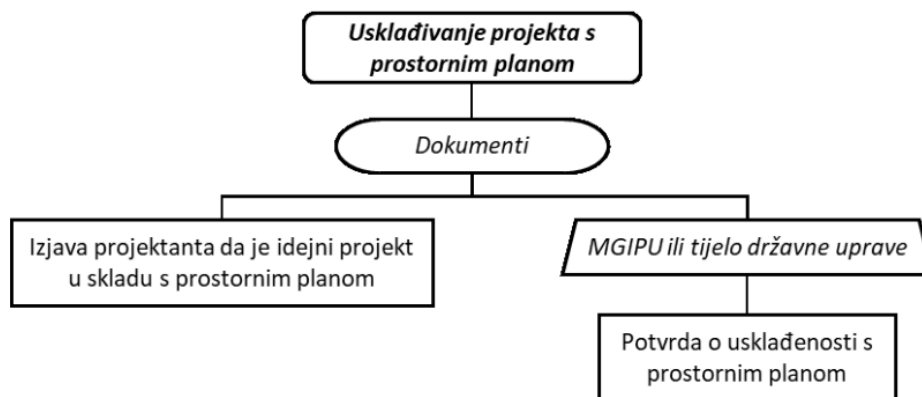 Usklađivanje projekta s
prostornim planom
Dokumenti
Izjava projektanta da je idejni projekt
u skladu s prostornim planom
MGIPU ili tijelo državne uprave
Potvrda o usklađenosti s
prostornim planom